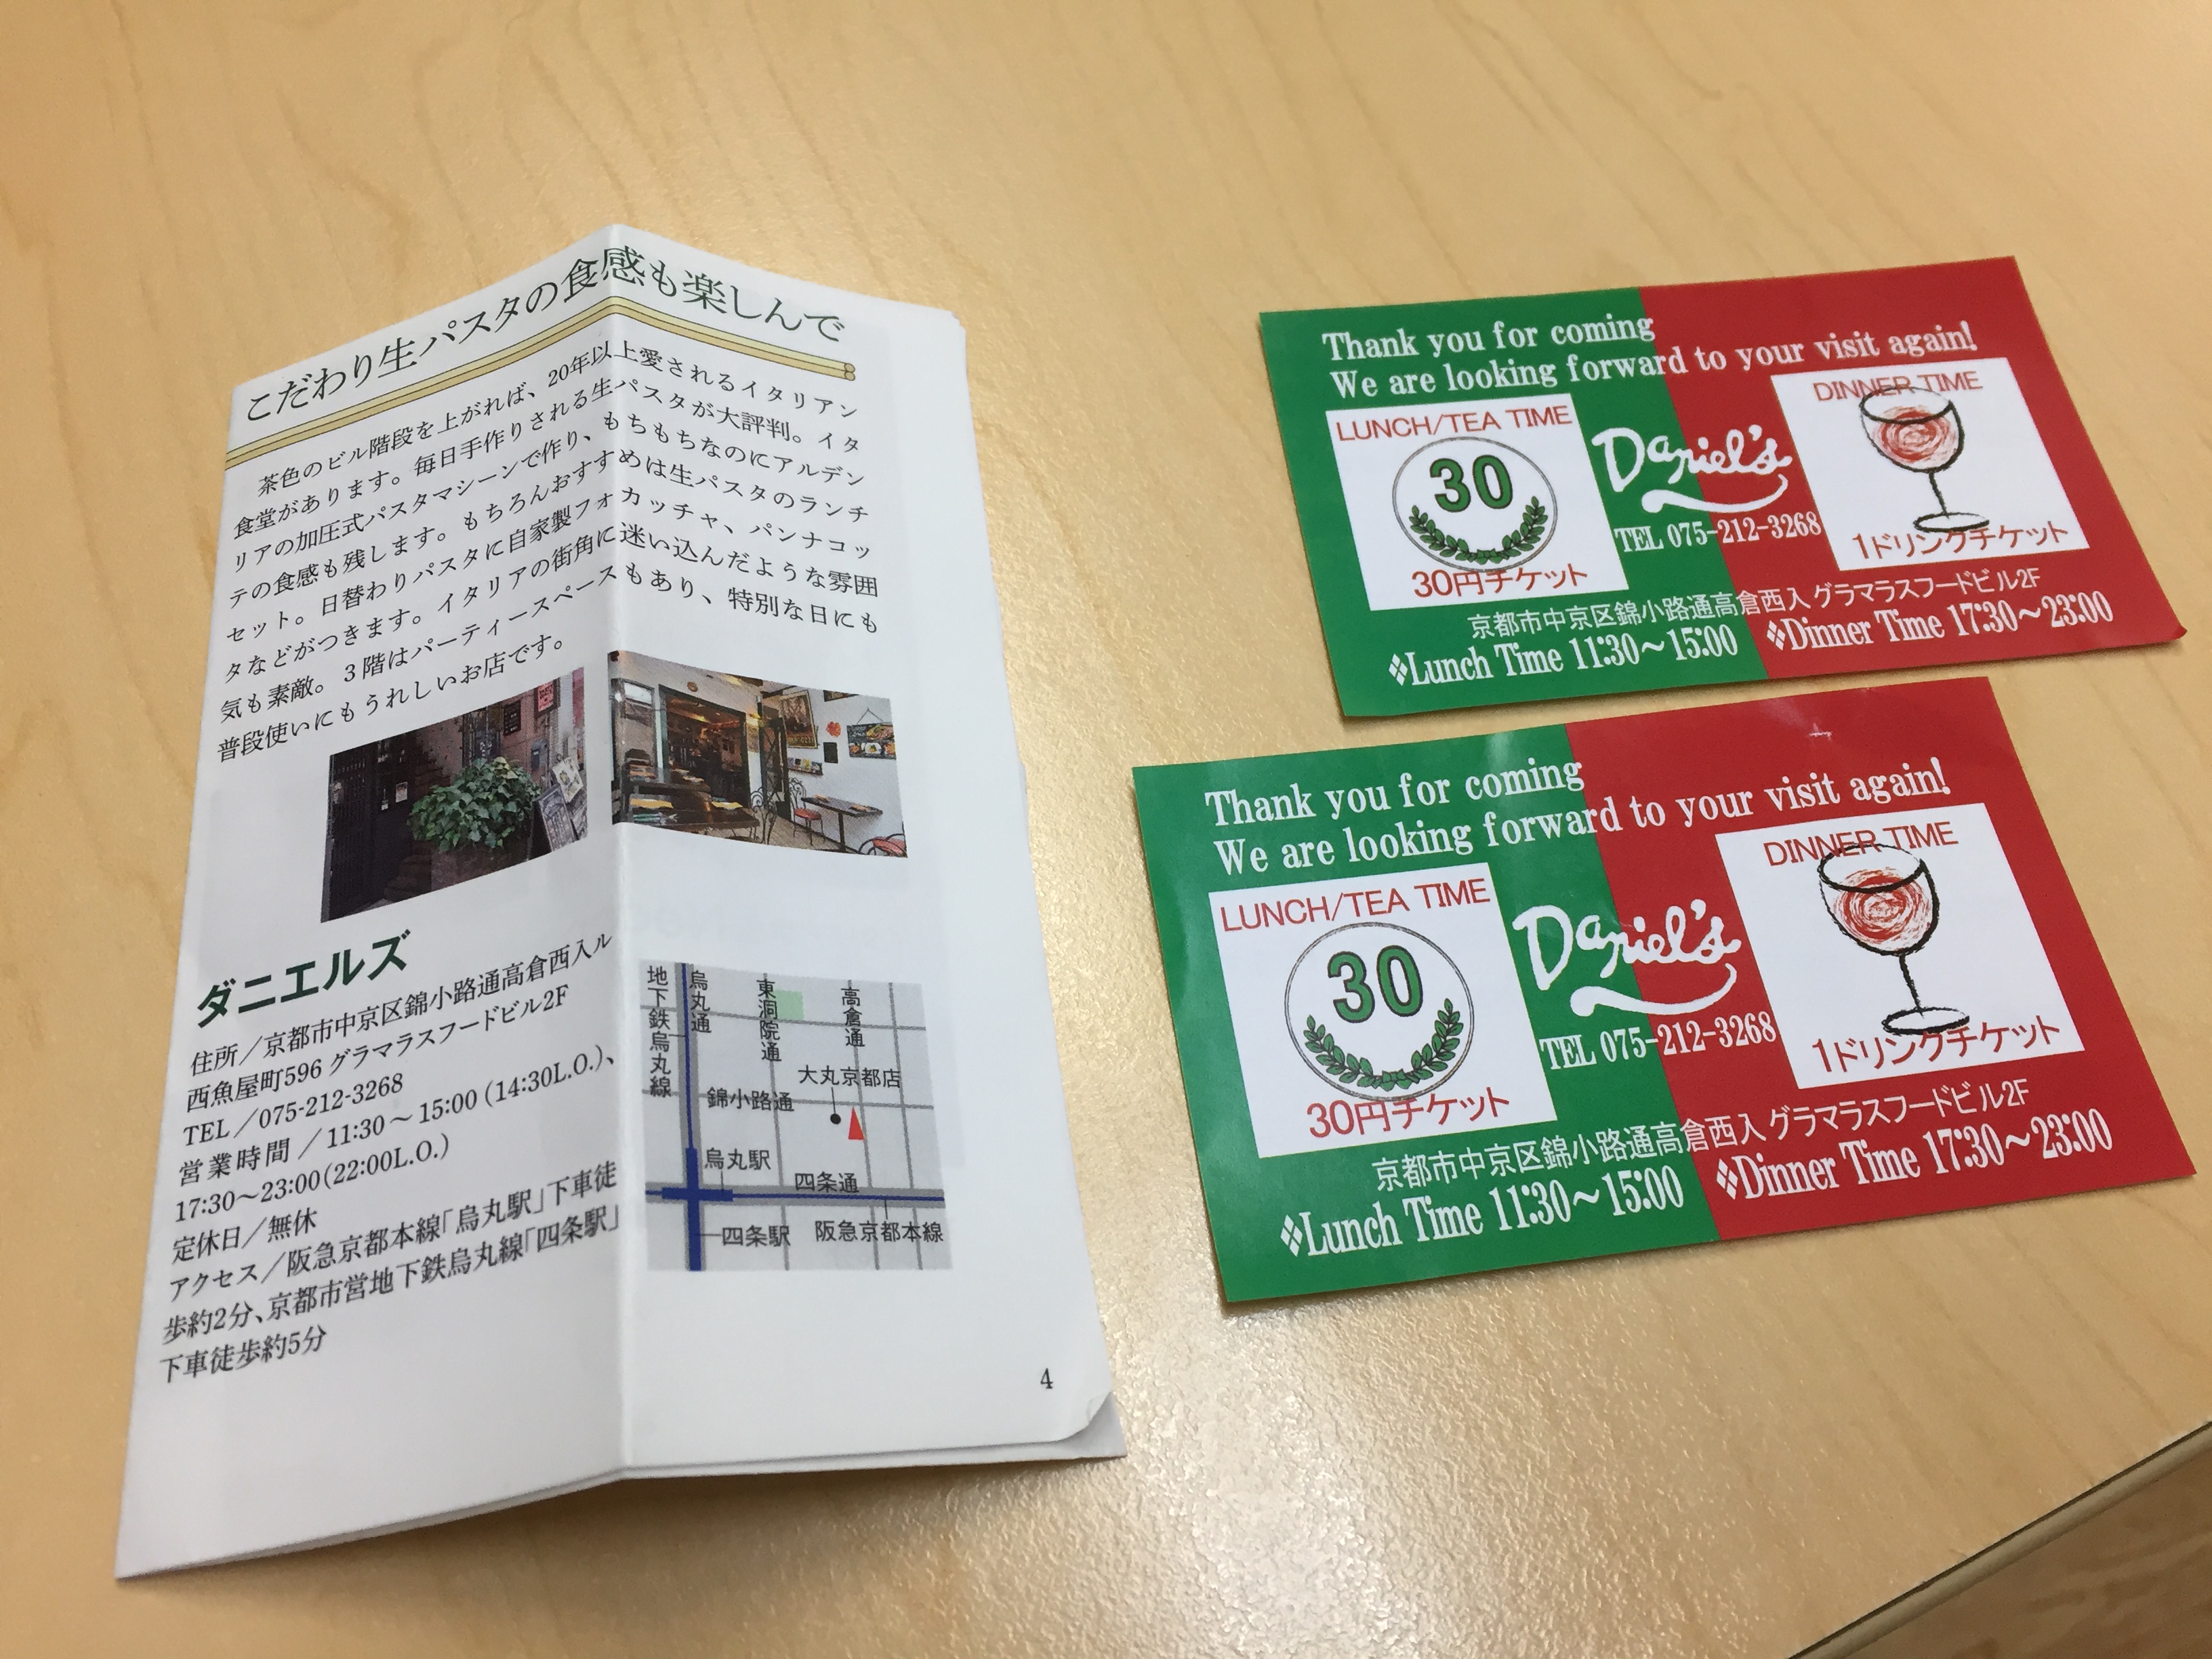 こだわり生パスタの食感も楽しんで
茶色のビル階段を上がれば、20年以上愛されるイタリアン
食堂があります。毎日手作りされる生パスタが大評判。イタ
リアの加圧式パスタマシーンで作り、もちもちなのにアルデン
テの食感も残します。もちろんおすすめは生パスタのランチ
セット。日替わりパスタに自家製フォカッチャ、パンナコッ
タなどがつきます。イタリアの街角に迷い込んだような雰囲
気も素敵。3階はパーティースペースもあり、特別な日にも
普段使いにもうれしいお店です。
ダニエルズ
住所／京都市中京区錦小路通高倉西入ル
西魚屋町596 グラマラスフードビル2F
TEL／075-212-3268
営業時間／11:30～15:00 (14:30L.O.)、
17:30～23:00(22:00L.O.)
定休日／無休
アクセス／阪急京都本線「烏丸駅」下車徒
歩約2分、京都市営地下鉄烏丸線「四条駅」
下車徒歩約5分
地下鉄烏丸線
烏丸通
東洞院通
高倉通
大丸京都店
錦小路通
烏丸駅
四条通
四条駅
阪急京都本線
4
Thank you for coming
We are looking forward to your visit again!
LUNCH/TEA TIME
30
30円チケット
Daniel's
TEL 075-212-3268
DINNER TIME
1ドリンクチケット
京都市中京区錦小路通高倉西入 グラマラスフードビル2F
❖Lunch Time 11:30～15:00 ❖Dinner Time 17:30～23:00
Thank you for coming
We are looking forward to your visit again!
LUNCH/TEA TIME
30
30円チケット
Daniel's
TEL 075-212-3268
DINNER TIME
1ドリンクチケット
京都市中京区錦小路通高倉西入 グラマラスフードビル2F
❖Lunch Time 11:30～15:00 ❖Dinner Time 17:30～23:00